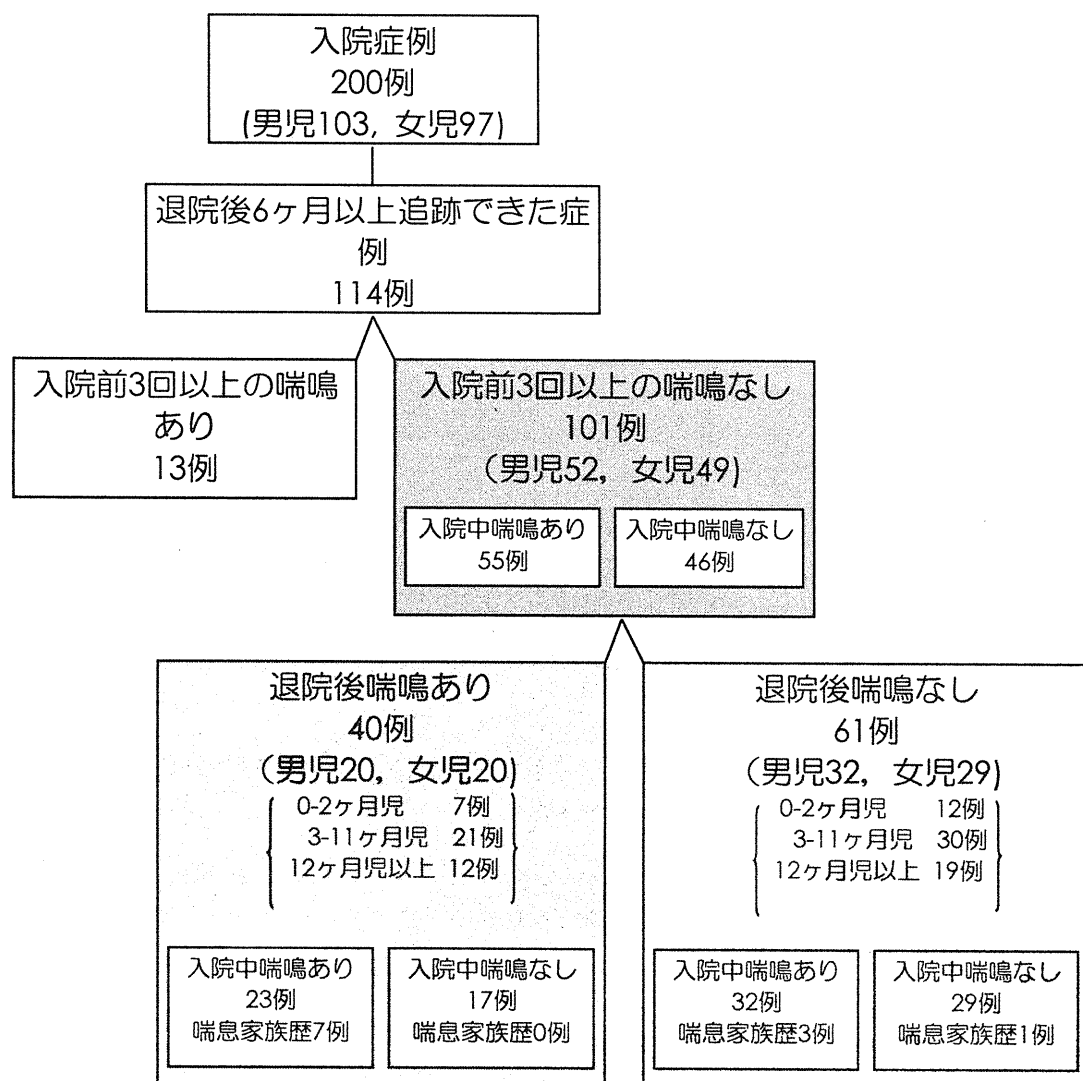 入院症例
200例
(男児103, 女児97)
退院後6ヶ月以上追跡できた症
例
114例
入院前3回以上の喘鳴
あり
13例
入院前3回以上の喘鳴なし
101例
(男児52, 女児49)
入院中喘鳴あり
55例
入院中喘鳴なし
46例
退院後喘鳴あり
40例
(男児20, 女児20)
0-2ヶ月児 7例
3-11ヶ月児 21例
12ヶ月児以上 12例
入院中喘鳴あり
23例
喘息家族歴7例
入院中喘鳴なし
17例
喘息家族歴0例
退院後喘鳴なし
61例
(男児32, 女児29)
0-2ヶ月児 12例
3-11ヶ月児 30例
12ヶ月児以上 19例
入院中喘鳴あり
32例
喘息家族歴3例
入院中喘鳴なし
29例
喘息家族歴1例